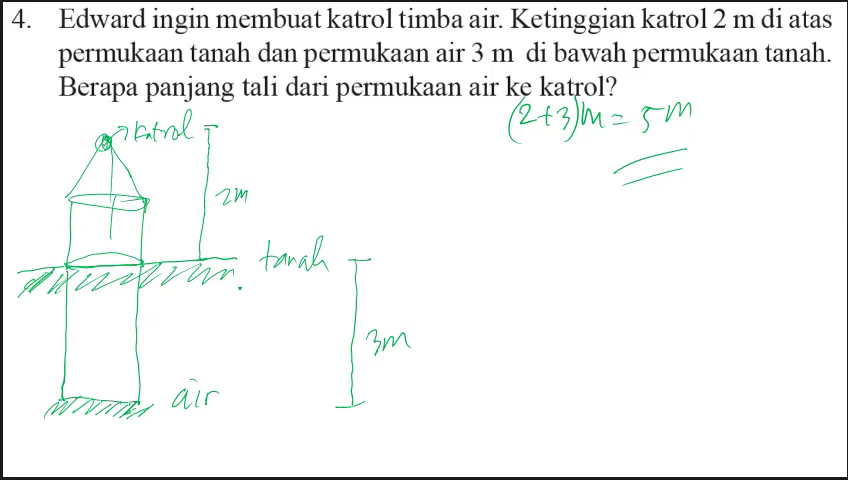 4. Edward ingin membuat katrol timba air. Ketinggian katrol 2 m di atas
permukaan tanah dan permukaan air 3 m di bawah permukaan tanah.
Berapa panjang tali dari permukaan air ke katrol?
(2+3)m = 5m
katrol
2m
tanah
3m
air